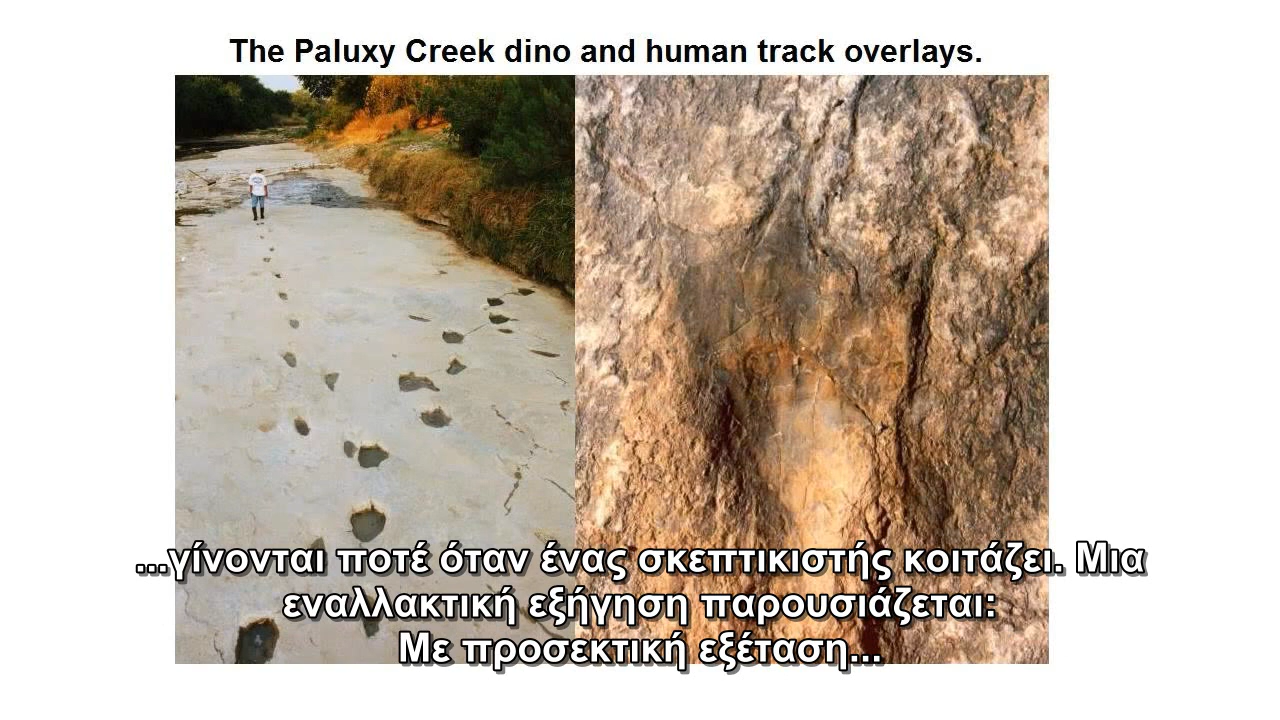 The Paluxy Creek dino and human track overlays.
...γίνονται ποτέ όταν ένας σκεπτικιστής κοιτάζει. Μια
εναλλακτική εξήγηση παρουσιάζεται:
Με προσεκτική εξέταση...